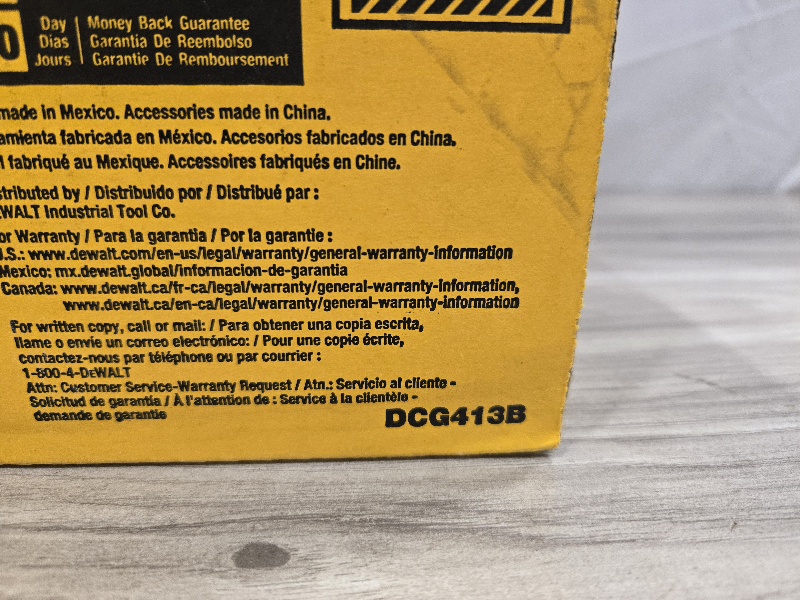 0
Day | Money Back Guarantee
Días | Garantía De Reembolso
Jours | Garantie De Remboursement
made in Mexico. Accessories made in China.
amienta fabricada en México. Accesorios fabricados en China.
l fabriqué au Mexique. Accessoires fabriqués en Chine.
stributed by / Distribuido por / Distribué par :
EWALT Industrial Tool Co.
or Warranty / Para la garantia / Por la garantie :
J.S.: www.dewalt.com/en-us/legal/warranty/general-warranty-information
Mexico: mx.dewalt.global/informacion-de-garantia
Canada: www.dewalt.ca/fr-ca/legal/warranty/general-warranty-information,
www.dewalt.ca/en-ca/legal/warranty/general-warranty-information
For written copy, call or mail: / Para obtener una copia escrita,
llame o envíe un correo electrónico: / Pour une copie écrite,
contactez-nous par téléphone ou par courrier :
1-800-4-DEWALT
Attn: Customer Service-Warranty Request / Atn.: Servicio al cliente -
Solicitud de garantía / À l'attention de : Service à la clientèle -
demande de garantie
DCG413B